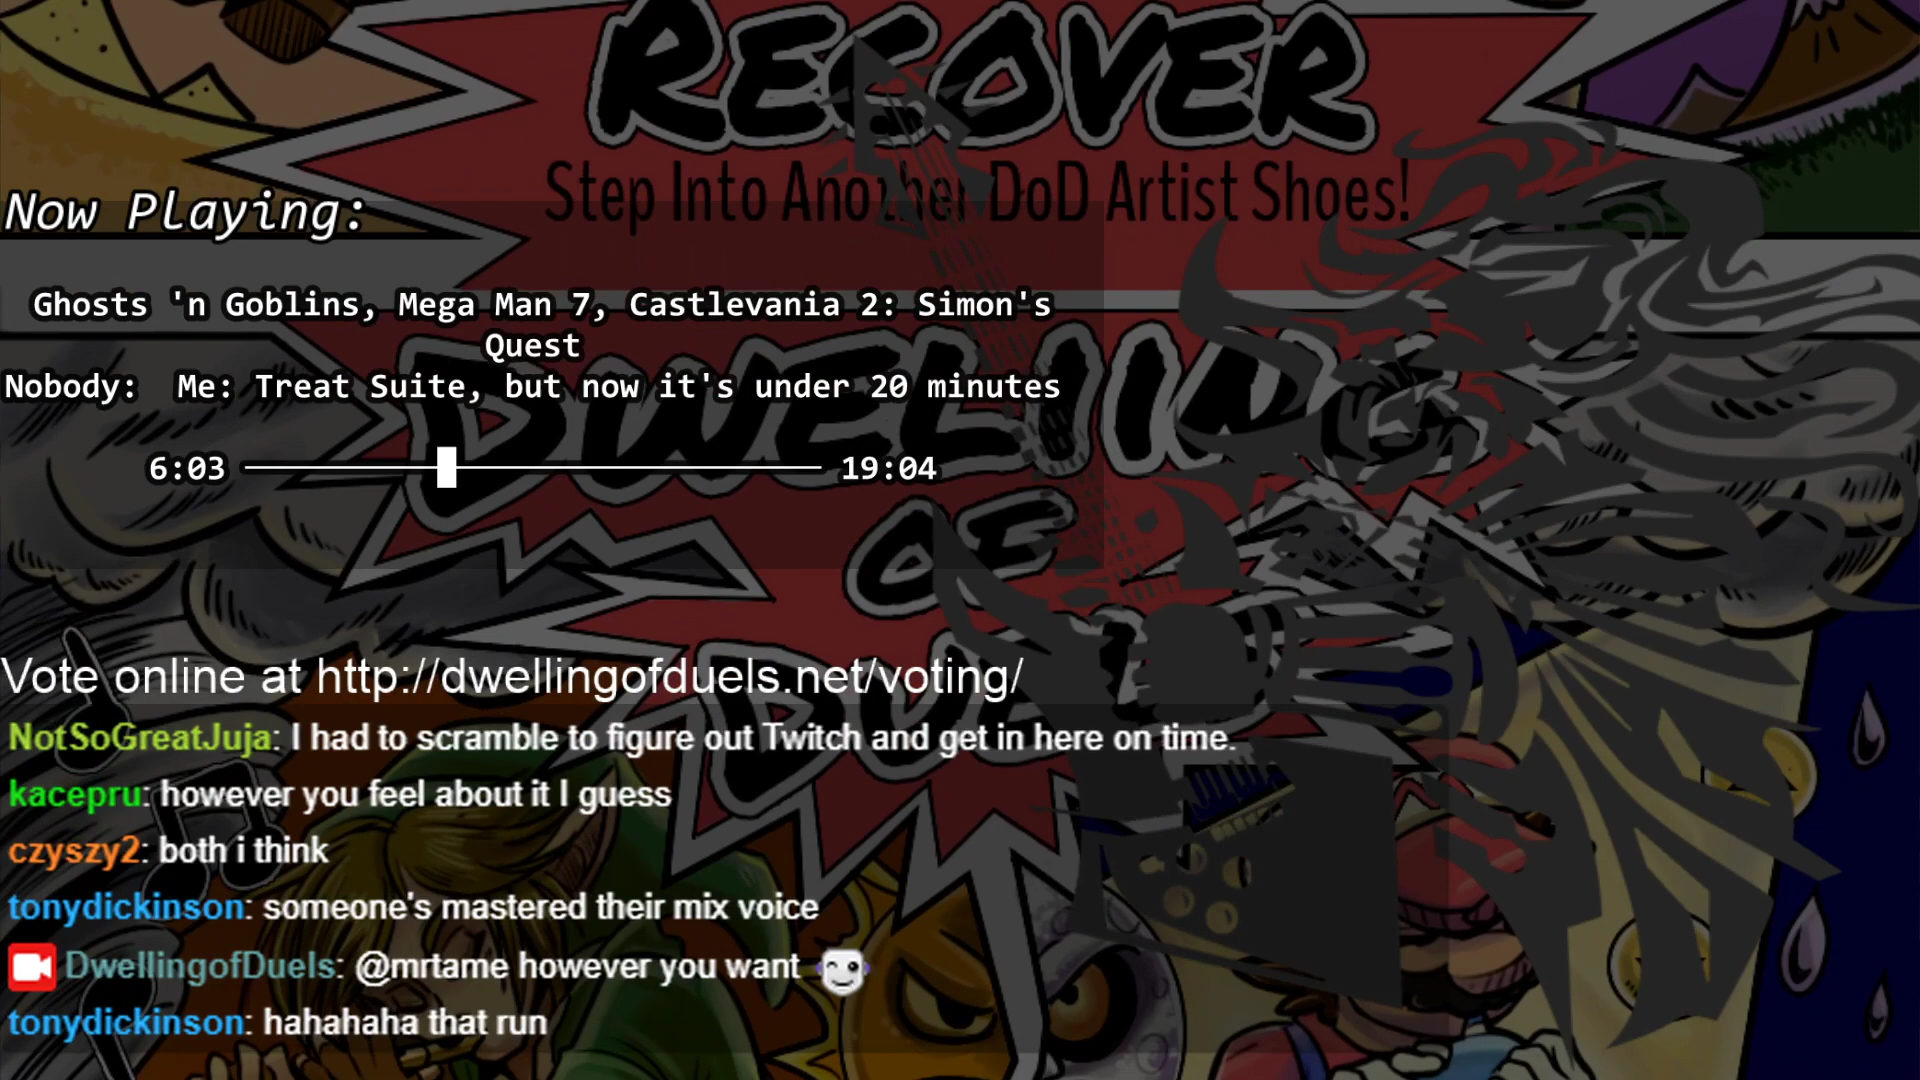 RECOVER
Step Into Another DoD Artist Shoes!
Now Playing:
Ghosts 'n Goblins, Mega Man 7, Castlevania 2: Simon's
Quest
Nobody:  Me: Treat Suite, but now it's under 20 minutes
DWELLING
6:03 19:04
OF
DUELS
Vote online at http://dwellingofduels.net/voting/
NotSoGreatJuja: I had to scramble to figure out Twitch and get in here on time.
kacepru: however you feel about it I guess
czyszy2: both i think
tonydickinson: someone's mastered their mix voice
DwellingofDuels: @mrtame however you want
tonydickinson: hahahaha that run